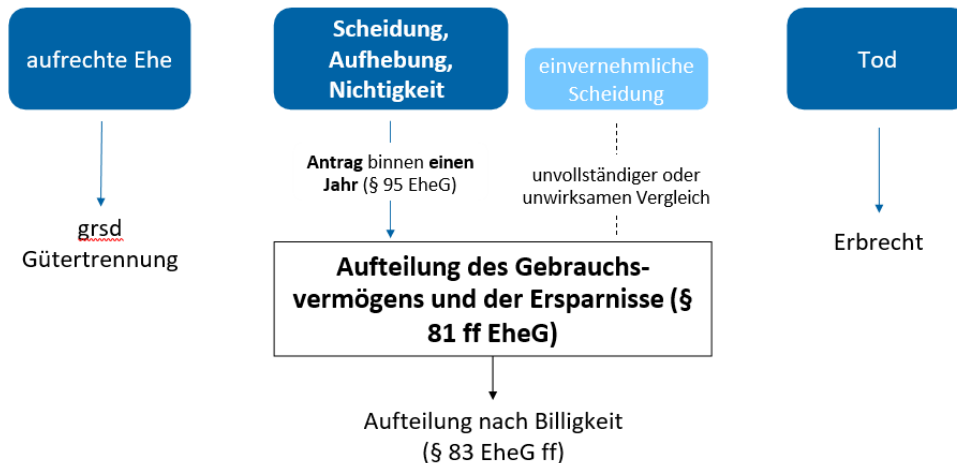 aufrechte Ehe
grsd
Gütertrennung
Scheidung,
Aufhebung,
Nichtigkeit
Antrag binnen einen
Jahr (§ 95 EheG)
einvernehmliche
Scheidung
unvollständiger oder
unwirksamen Vergleich
Aufteilung des Gebrauchs-
vermögens und der Ersparnisse (§
81 ff EheG)
Aufteilung nach Billigkeit
(§ 83 EheG ff)
Tod
Erbrecht